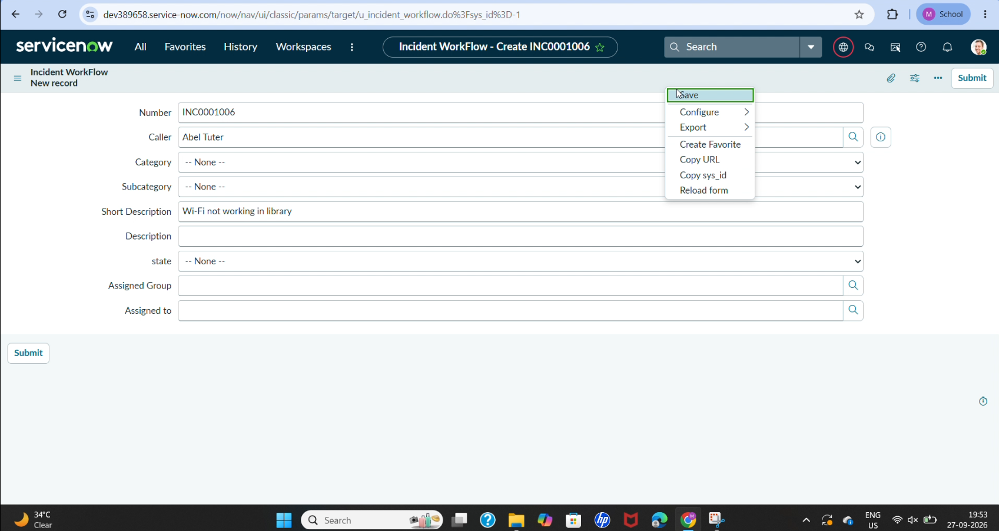 dev389658.service-now.com/now/nav/ui/classic/params/target/u_incident_workflow.do%3Fsys_id%3D-1
M School
servicenow All Favorites History Workspaces Incident WorkFlow - Create INC0001006 Search
Incident WorkFlow
New record
Submit
Save
Configure
Export
Create Favorite
Copy URL
Copy sys_id
Reload form
Number INC0001006
Caller Abel Tuter
Category -- None --
Subcategory -- None --
Short Description Wi-Fi not working in library
Description
state -- None --
Assigned Group
Assigned to
Submit
34°C
Clear
Search
hp
M
ENG
US
19:53
27-09-2026